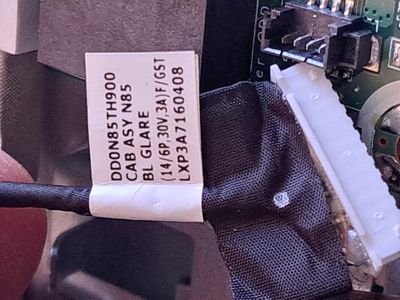 DD0N85TH900
CAB ASY N85
BL GLARE
(14/6P,30V,3A)F/GST
LXP3A7160408